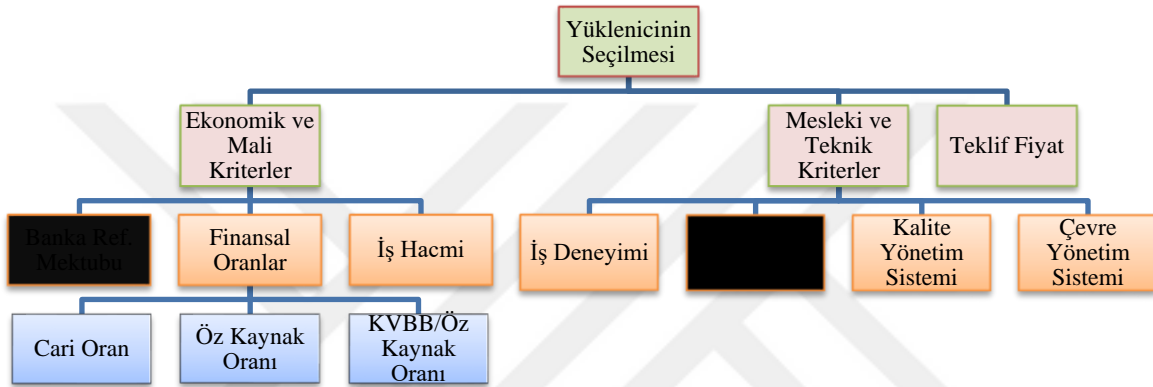 Yüklenicinin
Seçilmesi
Ekonomik ve
Mali
Kriterler
Mesleki ve
Teknik
Kriterler
Teklif Fiyat
Banka Ref.
Mektubu
Finansal
Oranlar
İş Hacmi
İş Deneyimi
Kalite
Yönetim
Sistemi
Çevre
Yönetim
Sistemi
Cari Oran
Öz Kaynak
Oranı
KVBB/Öz
Kaynak
Oranı